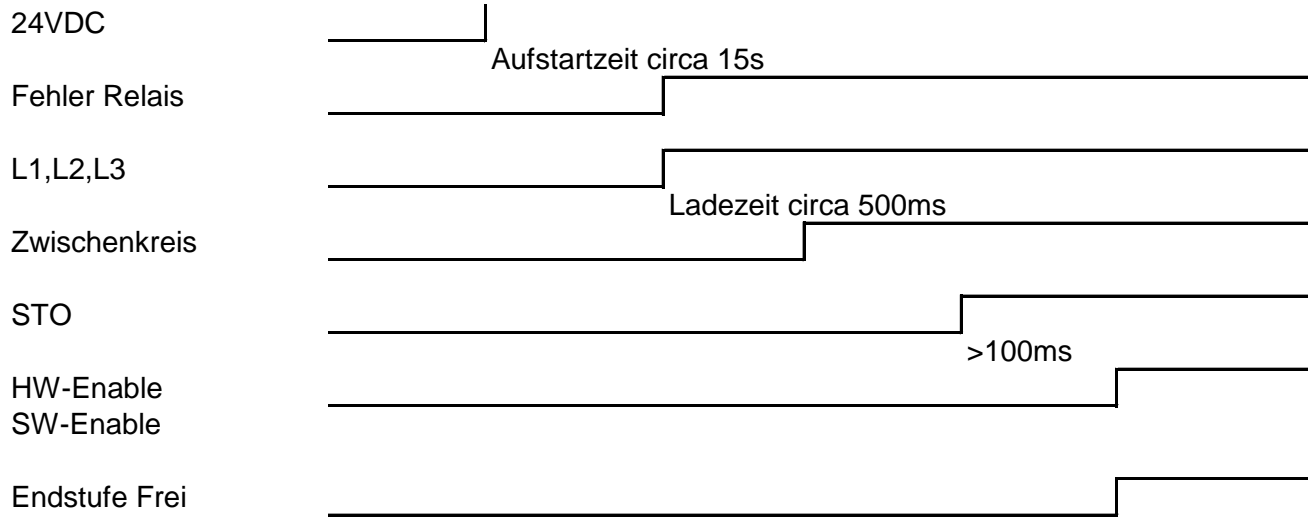 24VDC
Aufstartzeit circa 15s
Fehler Relais
L1,L2,L3
Ladezeit circa 500ms
Zwischenkreis
STO
>100ms
HW-Enable
SW-Enable
Endstufe Frei